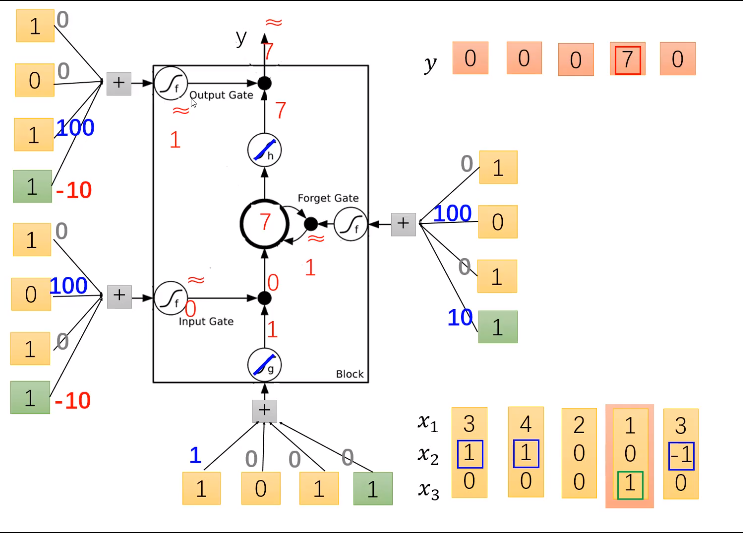 1 0
0 0
1 100
1 -10
1 0
0 100
1 0
1 -10
y ≈
7
f
Output Gate
≈
1
7
h
Forget Gate
7
f
≈
1
≈
0
0
f
Input Gate
1
g
Block
+
+
+
+
1 0 0 0
1 0 1 1
y 0 0 0 7 0
0 1
100 0
0 1
10 1
x₁ 3 4 2 1 3
x₂ 1 1 0 0 -1
x₃ 0 0 0 1 0